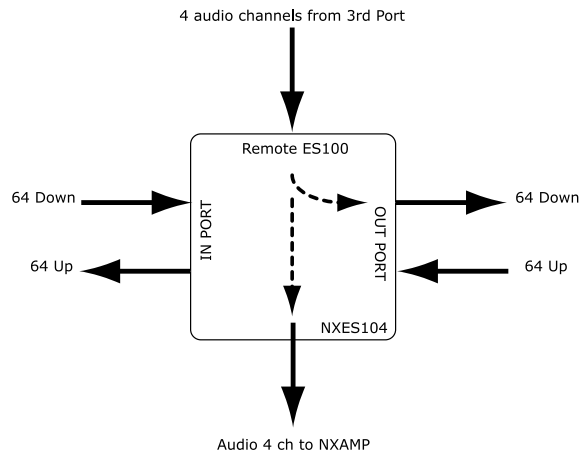 4 audio channels from 3rd Port
Remote ES100
64 Down
IN PORT
OUT PORT
64 Down
64 Up
64 Up
NXES104
Audio 4 ch to NXAMP